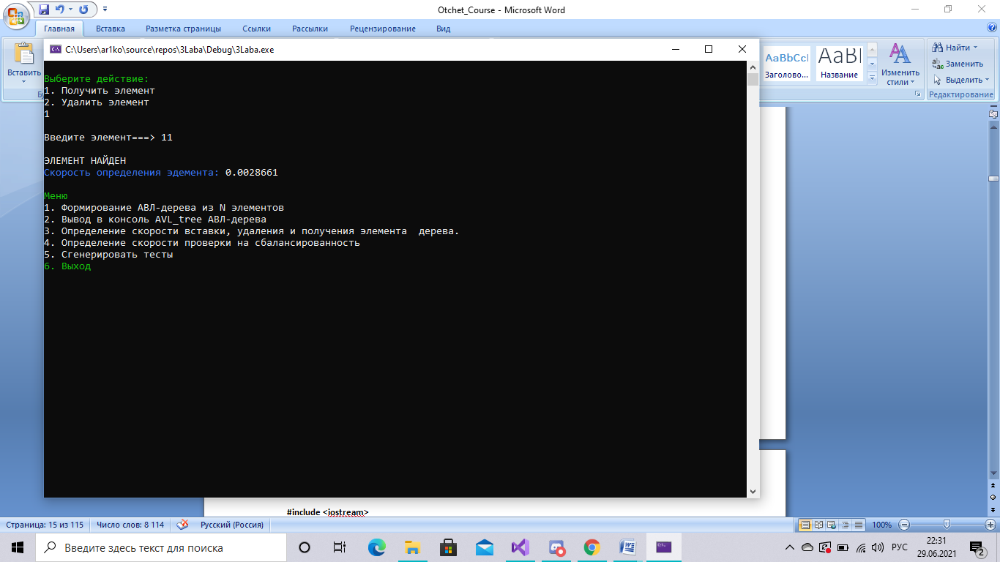 Otchet_Course - Microsoft Word
Главная Вставка Разметка страницы Ссылки Рассылки Рецензирование Вид
Вставить
AaBbCcI AaBI
Заголово... Название
Изменить стили
Найти
Заменить
Выделить
Редактирование
C:\Users\ar1ko\source\repos\3Laba\Debug\3Laba.exe
Выберите действие:
1. Получить элемент
2. Удалить элемент
1
Введите элемент===> 11
ЭЛЕМЕНТ НАЙДЕН
Скорость определения эдемента: 0.0028661
Меню
1. Формирование АВЛ-дерева из N элементов
2. Вывод в консоль AVL_tree АВЛ-дерева
3. Определение скорости вставки, удаления и получения элемента  дерева.
4. Определение скорости проверки на сбалансированность
5. Сгенерировать тесты
6. Выход
#include <iostream>
Страница: 15 из 115 Число слов: 8 114 Русский (Россия) 100%
Введите здесь текст для поиска
РУС
22:31
29.06.2021
2